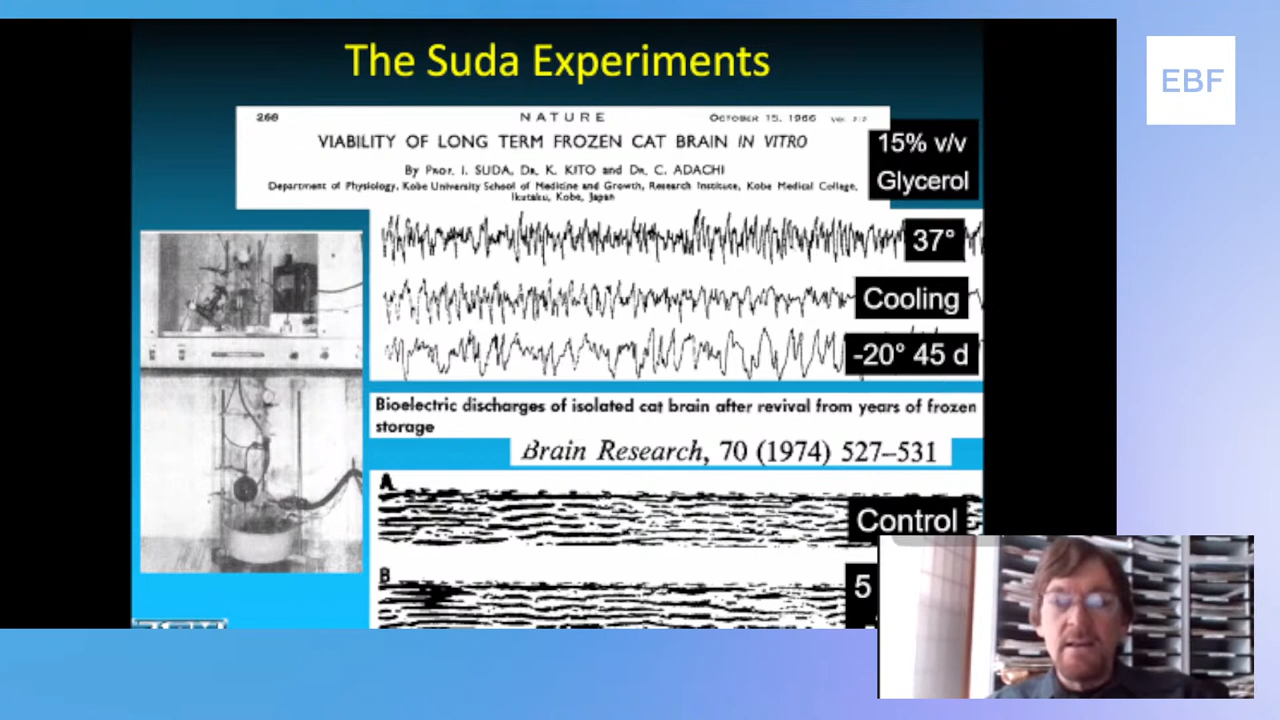 The Suda Experiments
EBF
268 NATURE OCTOBER 15, 1966
VIABILITY OF LONG TERM FROZEN CAT BRAIN IN VITRO
By PROF. I. SUDA, DR. K. KITO and DR. C. ADACHI
Department of Physiology, Kobe University School of Medicine and Growth, Research Institute, Kobe Medical College,
Ikutaku, Kobe, Japan
15% v/v
Glycerol
37°
Cooling
-20° 45 d
Bioelectric discharges of isolated cat brain after revival from years of frozen
storage
Brain Research, 70 (1974) 527–531
A
Control
B
5